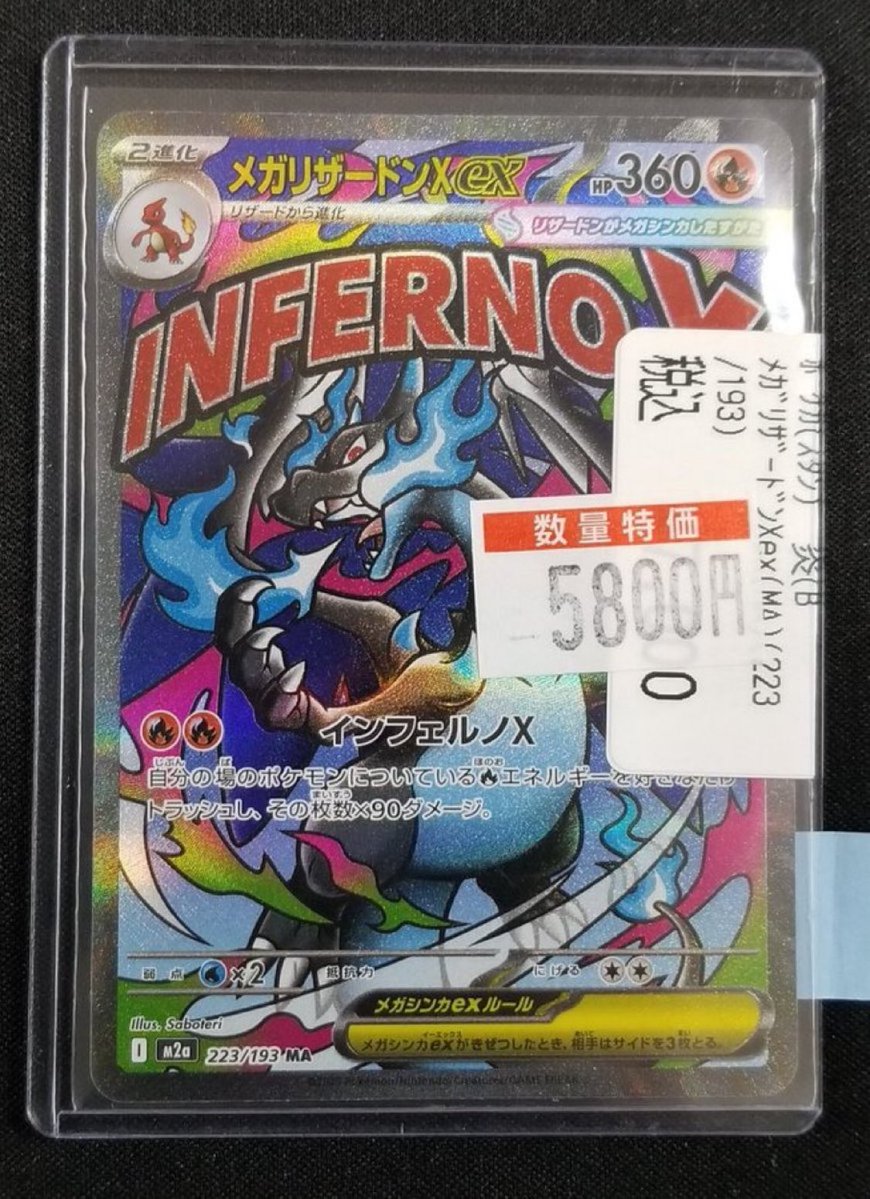 2進化
メガリザードンXex HP360
リザードから進化
リザードンがメガシンカしたすがた
INFERNO X
税込
メガリザードンXex(MA)(223
/193)
炎(B
数量特価
5800円
0
インフェルノX
自分の場のポケモンについているエネルギーを好きなだけ
トラッシュし、その枚数×90ダメージ。
弱点 ×2 抵抗力 にげる
メガシンカexルール
メガシンカexがきぜつしたとき、相手はサイドを3枚とる。
Illus. Saboteri
I M2a 223/193 MA
©2025 Pokémon/Nintendo/Creatures/GAME FREAK